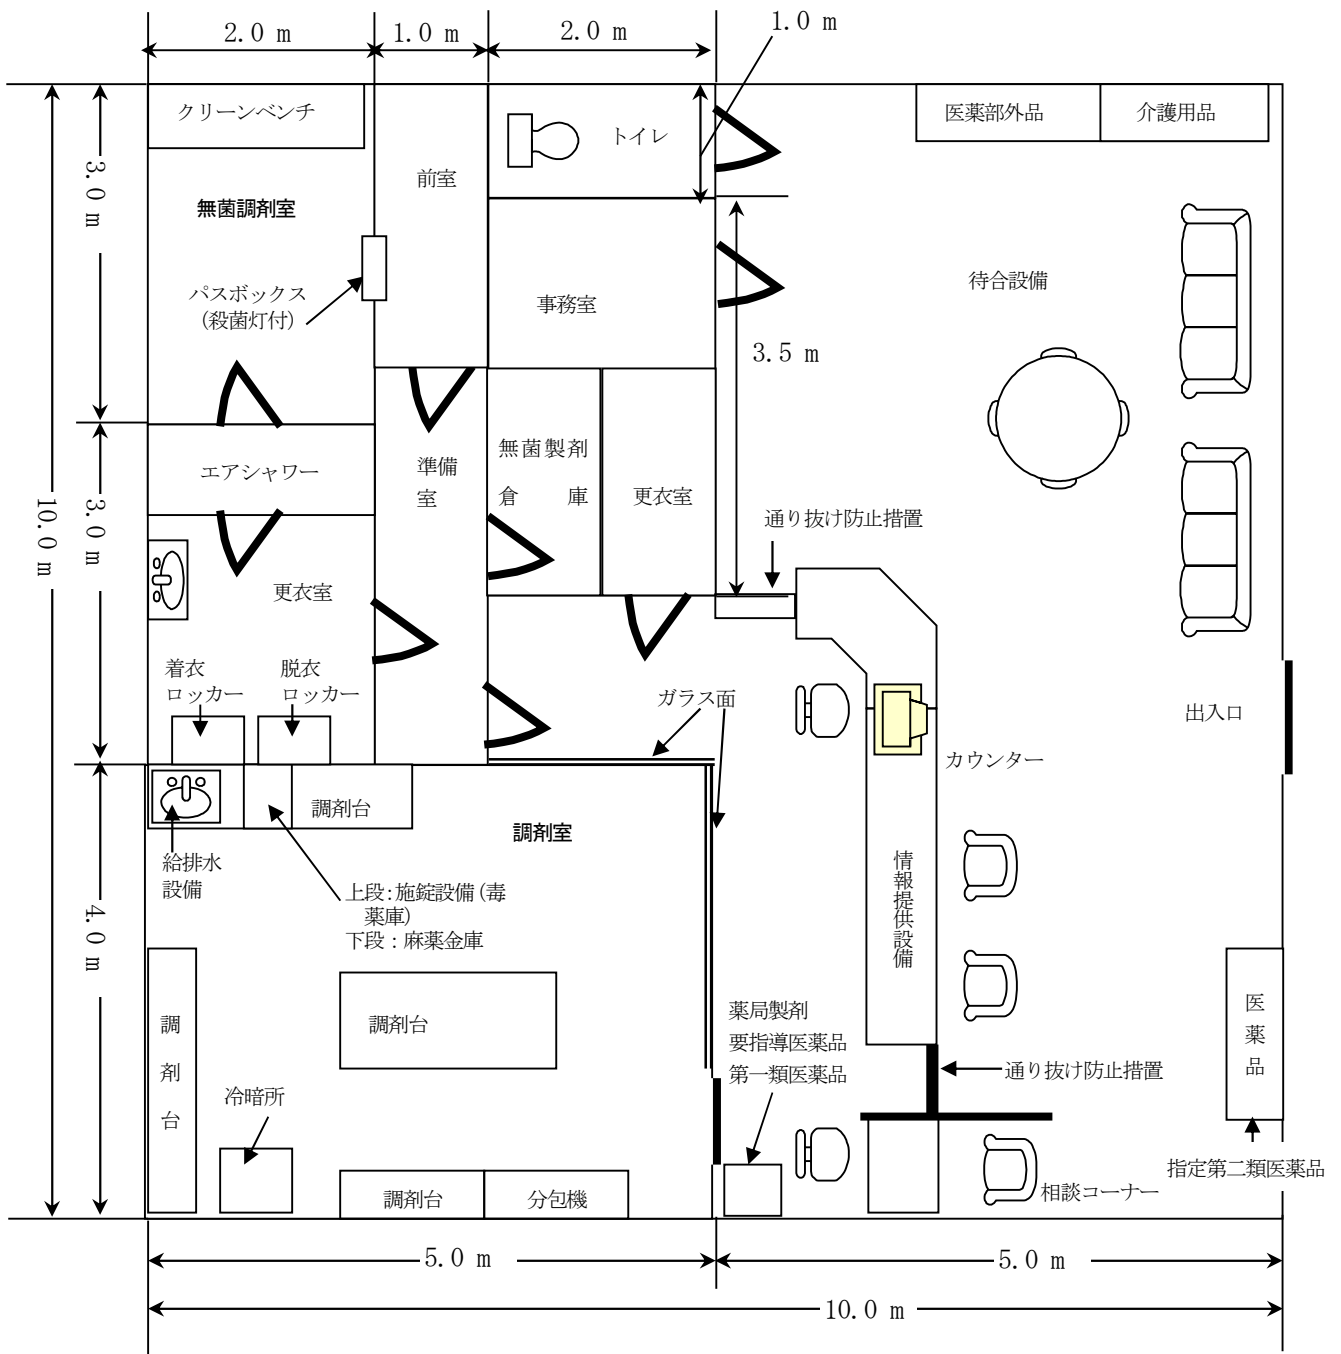 2.0 m
1.0 m
2.0 m
1.0 m
クリーンベンチ
トイレ
医薬部外品
介護用品
3.0 m
前室
無菌調剤室
待合設備
パスボックス
(殺菌灯付)
事務室
3.5 m
エアシャワー
準備
室
無菌製剤
倉 庫
更衣室
通り抜け防止措置
10.0 m
3.0 m
更衣室
着衣
ロッカー
脱衣
ロッカー
ガラス面
出入口
カウンター
調剤台
調剤室
給排水
設備
上段:施錠設備(毒
薬庫)
下段:麻薬金庫
情報提供設備
4.0 m
調剤台
調剤台
薬局製剤
要指導医薬品
第一類医薬品
医薬品
通り抜け防止措置
冷暗所
指定第二類医薬品
調剤台
分包機
相談コーナー
5.0 m
5.0 m
10.0 m